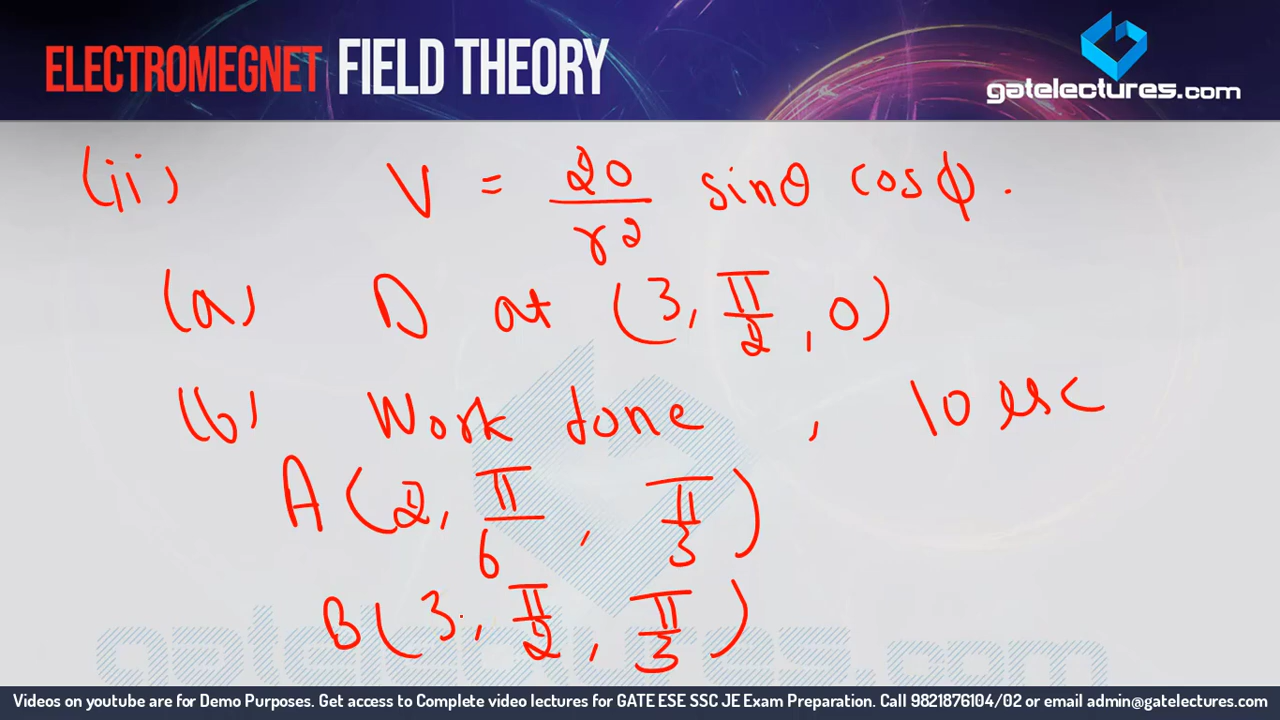 ELECTROMEGNET FIELD THEORY
gatelectures.com
(ii) V = 20/r2 sinθ cosϕ.
(a) D at (3, π/2, 0)
(b) Work done, 10 μc
A(2, π/6, π/3)
B(3, π/2, π/3)
gatelectures.com
Videos on youtube are for Demo Purposes. Get access to Complete video lectures for GATE ESE SSC JE Exam Preparation. Call 9821876104/02 or email admin@gatelectures.com